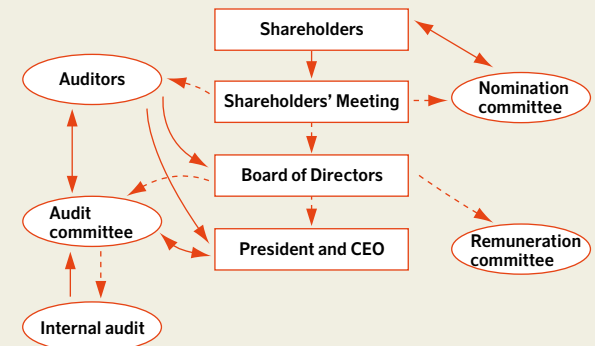 Shareholders
Auditors
Nomination
committee
Shareholders' Meeting
Board of Directors
Audit
committee
President and CEO
Remuneration
committee
Internal audit